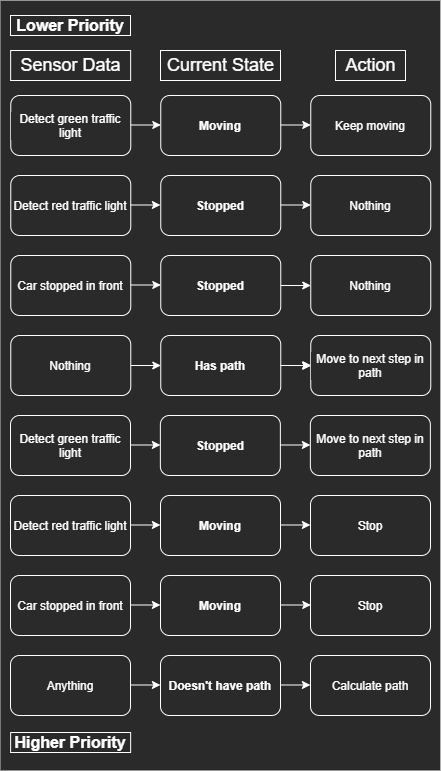 Lower Priority
Sensor Data
Current State
Action
Detect green traffic
light
Moving
Keep moving
Detect red traffic light
Stopped
Nothing
Car stopped in front
Stopped
Nothing
Nothing
Has path
Move to next step in
path
Detect green traffic
light
Stopped
Move to next step in
path
Detect red traffic light
Moving
Stop
Car stopped in front
Moving
Stop
Anything
Doesn't have path
Calculate path
Higher Priority